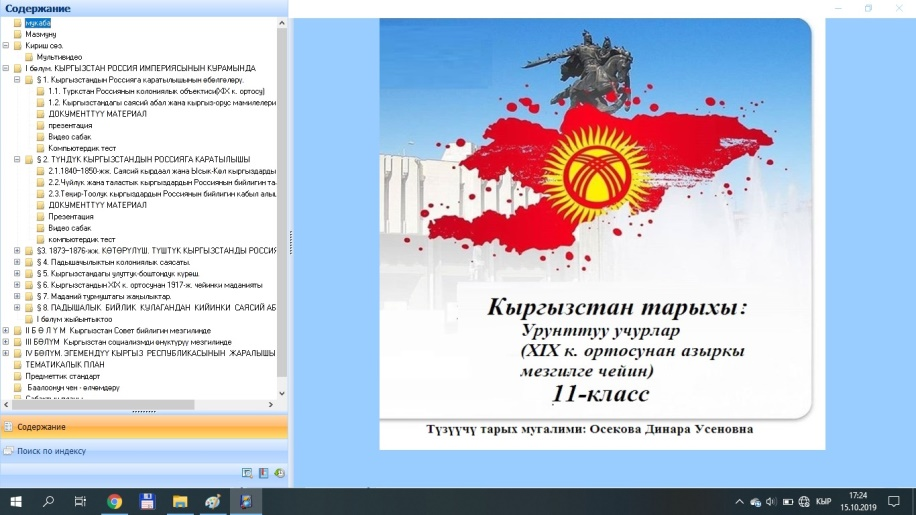 Содержание
мукаба
Мазмуну
Кириш сөз.
Мультивидео
I бөлүм. КЫРГЫЗСТАН РОССИЯ ИМПЕРИЯСЫНЫН КУРАМЫНДА
§ 1. Кыргызстандын Россияга каратылышынын өбөлгөлөрү.
1.1. Түркстан Россиянын колониялык объектиси(XIX к. ортосу)
1.2. Кыргызстандагы саясий абал жана кыргыз-орус мамилелери
ДОКУМЕНТТҮҮ МАТЕРИАЛ
презентация
Видео сабак
Компьютердик тест
§ 2. ТҮНДҮК КЫРГЫЗСТАНДЫН РОССИЯГА КАРАТЫЛЫШЫ
2.1.1840–1850-жж. Саясий кырдаал жана Ысык-Көл кыргыздары
2.2.Чүйлүк жана таластык кыргыздардын Россиянын бийлигин та
2.3.Теңир-Тоолук кыргыздардын Россиянын бийлигин кабыл алыш
ДОКУМЕНТТҮҮ МАТЕРИАЛ
Презентация
Видео сабак
компьютердик тест
§3. 1873–1876-жж. КӨТӨРҮЛҮШ. ТҮШТҮК КЫРГЫЗСТАНДЫ РОССИЯ
§ 4. Падышачылыктын колониялык саясаты.
§ 5. Кыргызстандагы улуттук-боштондук күрөш.
§ 6. Кыргызстандын XIX к. ортосунан 1917-ж. чейинки маданияты
§ 7. Маданий турмуштагы жаңылыктар.
§ 8. ПАДЫШАЛЫК БИЙЛИК КУЛАГАНДАН КИЙИНКИ САЯСИЙ АБ
I бөлүм жыйынтыктоо
II Б Ө Л Ү М Кыргызстан Совет бийлигин мезгилинде
III БӨЛҮМ Кыргызстан социализмди өнүктүрүү мезгилинде
IV БӨЛҮМ. ЭГЕМЕНДҮҮ КЫРГЫЗ РЕСПУБЛИКАСЫНЫН ЖАРАЛЫШЫ
ТЕМАТИКАЛЫК ПЛАН
Предметтик стандарт
Баалоонун чен - өлчөмдөрү
Содержание
Поиск по индексу
Кыргызстан тарыхы:
Урунттуу учурлар
(XIX к. ортосунан азыркы
мезгилге чейин)
11-класс
Түзүүчү тарых мугалими: Осекова Динара Усеновна
КЫР
17:24
15.10.2019